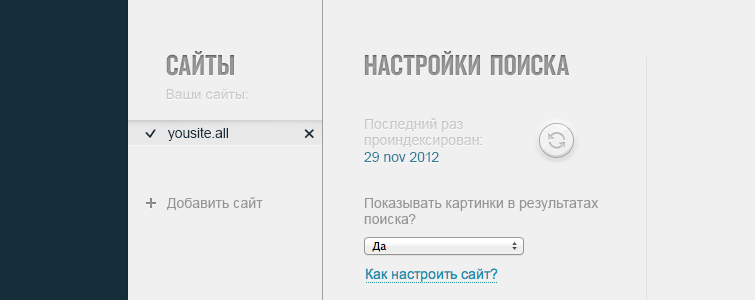 САЙТЫ
Ваши сайты:
yousite.all
Добавить сайт
НАСТРОЙКИ ПОИСКА
Последний раз
проиндексирован:
29 nov 2012
Показывать картинки в результатах
поиска?
Да
Как настроить сайт?